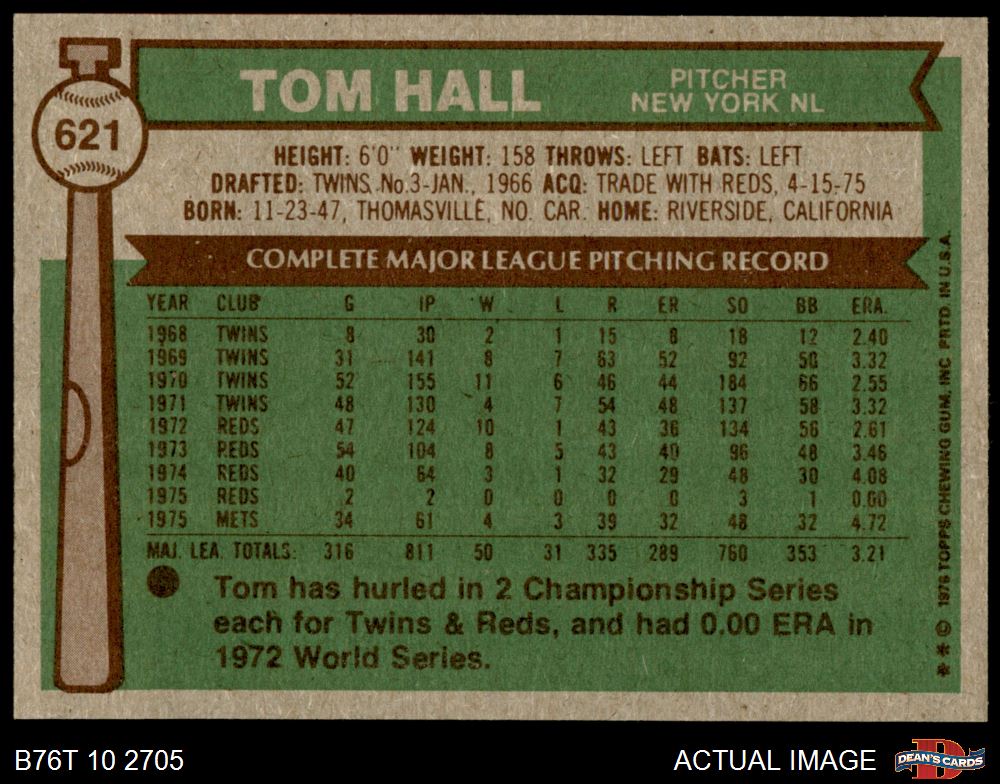 TOM HALL
PITCHER
NEW YORK NL
621
HEIGHT: 6'0" WEIGHT: 158 THROWS: LEFT BATS: LEFT
DRAFTED: TWINS No.3-JAN., 1966 ACQ: TRADE WITH REDS, 4-15-75
BORN: 11-23-47, THOMASVILLE, NO. CAR. HOME: RIVERSIDE, CALIFORNIA
COMPLETE MAJOR LEAGUE PITCHING RECORD
YEAR CLUB G IP W L R ER SO BB ERA.
1968 TWINS 8 30 2 1 15 8 18 12 2.40
1969 TWINS 31 141 8 7 63 52 92 50 3.32
1970 TWINS 52 155 11 6 46 44 184 66 2.55
1971 TWINS 48 130 4 7 54 48 137 58 3.32
1972 REDS 47 124 10 1 43 36 134 56 2.61
1973 REDS 54 104 8 5 43 40 96 48 3.46
1974 REDS 40 64 3 1 32 29 48 30 4.08
1975 REDS 2 2 0 0 0 0 3 1 0.00
1975 METS 34 61 4 3 39 32 48 32 4.72
MAJ. LEA. TOTALS: 316 811 50 31 335 289 760 353 3.21
Tom has hurled in 2 Championship Series
each for Twins & Reds, and had 0.00 ERA in
1972 World Series.
** © 1976 TOPPS CHEWING GUM, INC. PRTD. IN U.S.A.
B76T 10 2705
ACTUAL IMAGE
DEAN'S CARDS